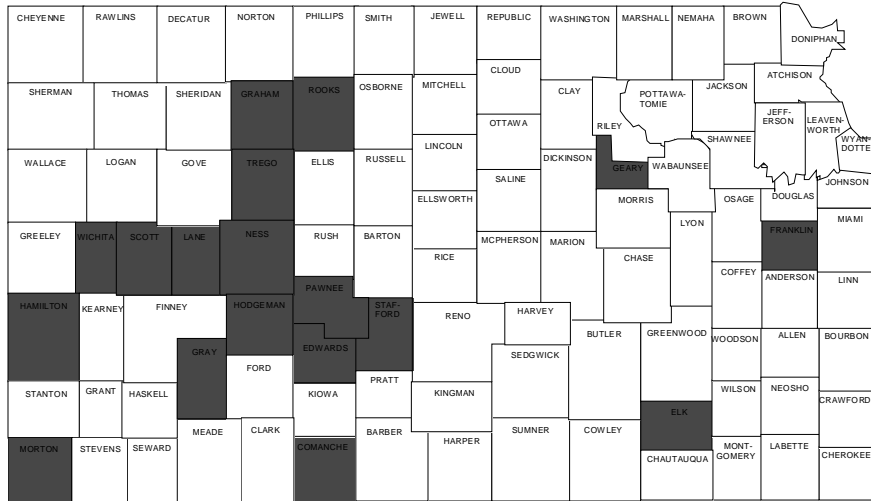 CHEYENNE
RAWLINS
DECATUR
NORTON
PHILLIPS
SMITH
JEWELL
REPUBLIC
WASHINGTON
MARSHALL
NEMAHA
BROWN
DONIPHAN
SHERMAN
THOMAS
SHERIDAN
GRAHAM
ROOKS
OSBORNE
MITCHELL
CLOUD
CLAY
RILEY
POTTAWA-
TOMIE
JACKSON
ATCHISON
JEFF-
ERSON
LEAVEN-
WORTH
WYAN-
DOTTE
OTTAWA
WALLACE
LOGAN
GOVE
TREGO
ELLIS
RUSSELL
LINCOLN
DICKINSON
GEARY
WABAUNSEE
SHAWNEE
SALINE
ELLSWORTH
MORRIS
OSAGE
DOUGLAS
JOHNSON
GREELEY
WICHITA
SCOTT
LANE
NESS
RUSH
BARTON
RICE
MCPHERSON
MARION
CHASE
LYON
FRANKLIN
MIAMI
HAMIILTON
KEARNEY
FINNEY
HODGEMAN
PAWNEE
STAF-
FORD
RENO
HARVEY
BUTLER
GREENWOOD
COFFEY
ANDERSON
LINN
GRAY
FORD
EDWARDS
PRATT
SEDGWICK
WOODSON
ALLEN
BOURBON
STANTON
GRANT
HASKELL
KIOWA
KINGMAN
ELK
WILSON
NEOSHO
CRAWFORD
MORTON
STEVENS
SEWARD
MEADE
CLARK
COMANCHE
BARBER
HARPER
SUMNER
COWLEY
CHAUTAUQUA
MONT-
GOMERY
LABETTE
CHEROKEE